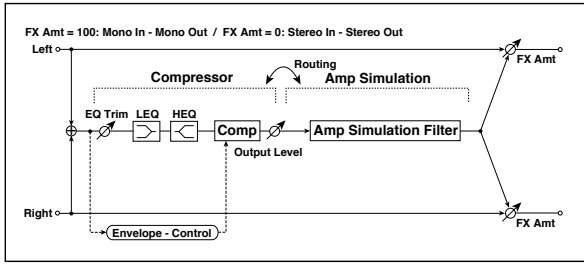 FX Amt = 100: Mono In - Mono Out / FX Amt = 0: Stereo In - Stereo Out
Left
FX Amt
Routing
Compressor
Amp Simulation
EQ Trim
LEQ
HEQ
Comp
Output Level
Amp Simulation Filter
Right
FX Amt
Envelope - Control